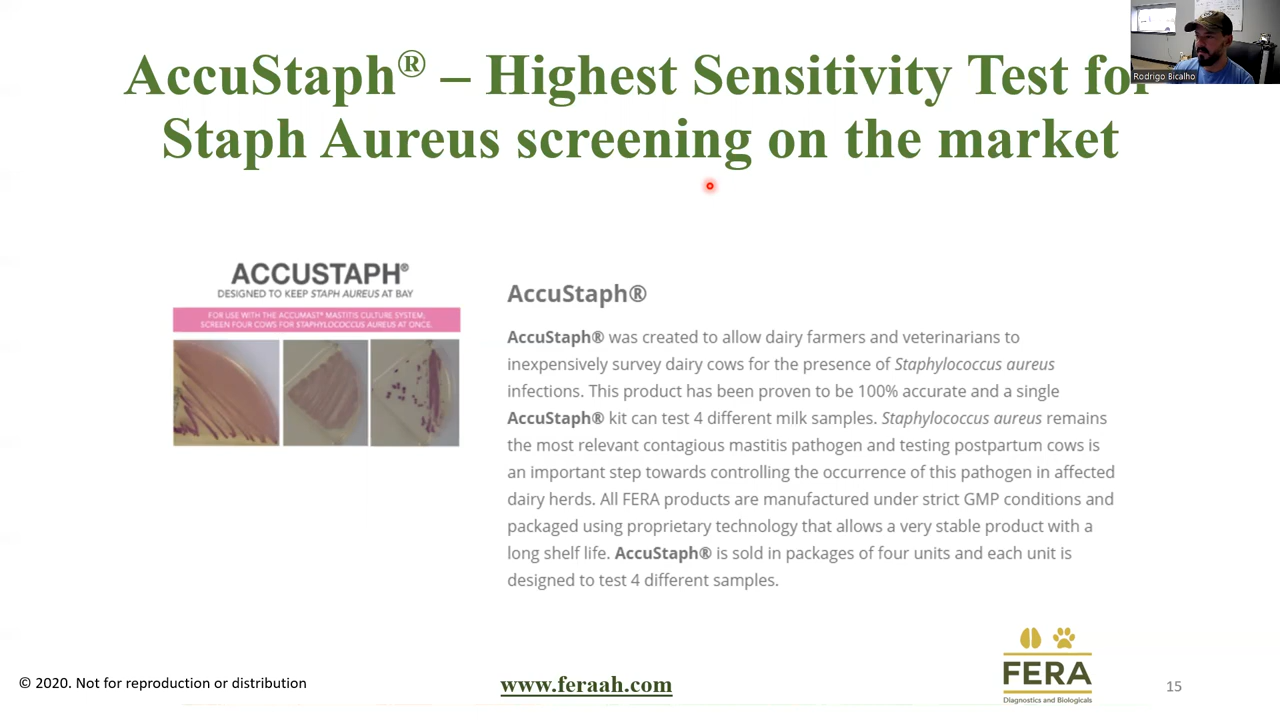 AccuStaph® – Highest Sensitivity Test for
Staph Aureus screening on the market
Rodrigo Bicalho
ACCUSTAPH®
DESIGNED TO KEEP STAPH AUREUS AT BAY
FOR USE WITH THE ACCUMAST® MASTITIS CULTURE SYSTEM,
SCREEN FOUR COWS FOR STAPHYLOCOCCUS AUREUS AT ONCE.
AccuStaph®
AccuStaph® was created to allow dairy farmers and veterinarians to
inexpensively survey dairy cows for the presence of Staphylococcus aureus
infections. This product has been proven to be 100% accurate and a single
AccuStaph® kit can test 4 different milk samples. Staphylococcus aureus remains
the most relevant contagious mastitis pathogen and testing postpartum cows is
an important step towards controlling the occurrence of this pathogen in affected
dairy herds. All FERA products are manufactured under strict GMP conditions and
packaged using proprietary technology that allows a very stable product with a
long shelf life. AccuStaph® is sold in packages of four units and each unit is
designed to test 4 different samples.
© 2020. Not for reproduction or distribution
www.feraah.com
FERA
Diagnostics and Biologicals
15